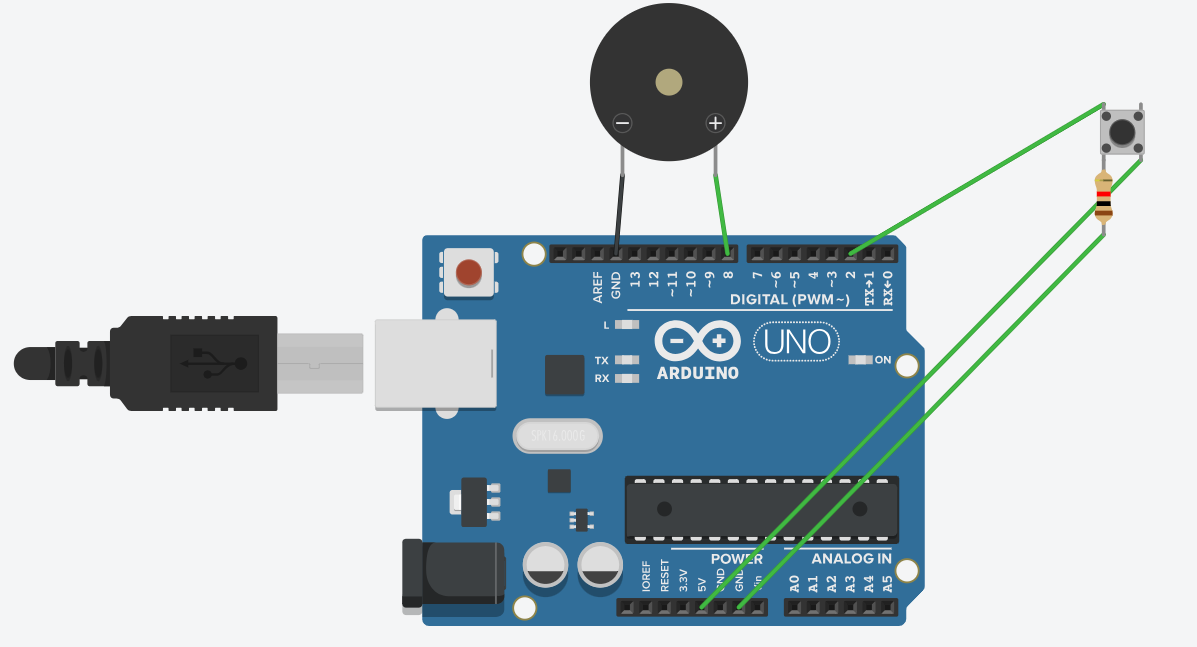 − +
AREF
GND
13
12
~11
~10
~9
8
7
~6
~5
4
~3
2
TX→1
RX←0
DIGITAL (PWM~)
L
TX
RX
UNO
ON
ARDUINO
SMI16.000G
POWER
ANALOG IN
IOREF
RESET
3.3V
5V
GND
GND
Vin
A0
A1
A2
A3
A4
A5